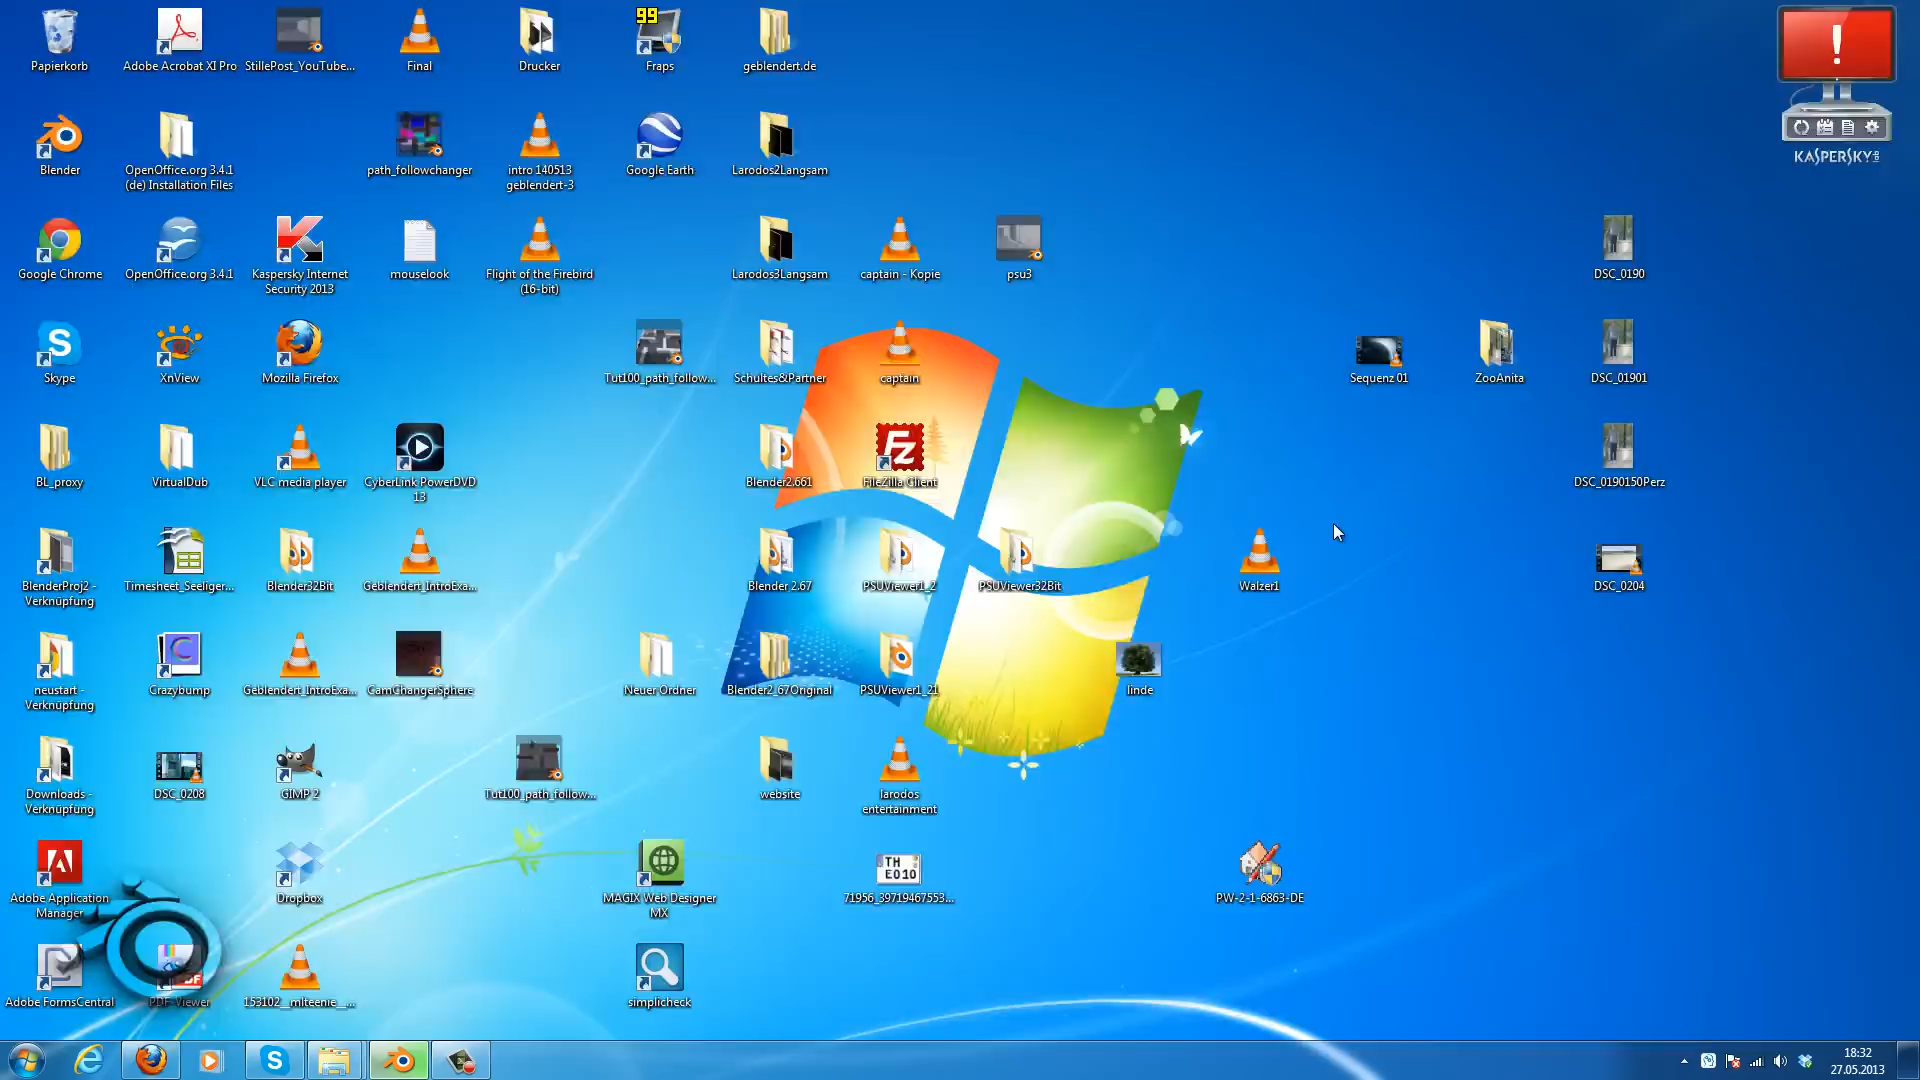 99
Papierkorb
Adobe Acrobat XI Pro
StillePost_YouTube...
Final
Drucker
Fraps
geblendert.de
!
Blender
OpenOffice.org 3.4.1
(de) Installation Files
path_followchanger
intro 140513
geblendert-3
Google Earth
Larodos2Langsam
KASPERSKY
Google Chrome
OpenOffice.org 3.4.1
Kaspersky Internet
Security 2013
mouselook
Flight of the Firebird
(16-bit)
Larodos3Langsam
captain - Kopie
psu3
DSC_0190
Skype
XnView
Mozilla Firefox
Tut100_path_follow...
Schultes&Partner
captain
Sequenz 01
ZooAnita
DSC_01901
BL_proxy
VirtualDub
VLC media player
CyberLink PowerDVD
13
Blender2.661
FileZilla Client
DSC_0190150Perz
BlenderProj2 -
Verknüpfung
Timesheet_Seeliger...
Blender32Bit
Geblendert_IntroExa...
Blender 2.67
PSUViewer1_2
PSUViewer32Bit
Walzer1
DSC_0204
neustart -
Verknüpfung
Crazybump
Geblendert_IntroExa...
CamChangerSphere
Neuer Ordner
Blender2_67Original
PSUViewer1_21
linde
Downloads -
Verknüpfung
DSC_0208
GIMP 2
Tut100_path_follow...
website
larodos
entertainment
Adobe Application
Manager
Dropbox
MAGIX Web Designer
MX
TH
E010
71956_39719467553...
PW-2-1-6863-DE
Adobe FormsCentral
PDF-Viewer
153102__mlteenie__...
simplicheck
18:32
27.05.2013